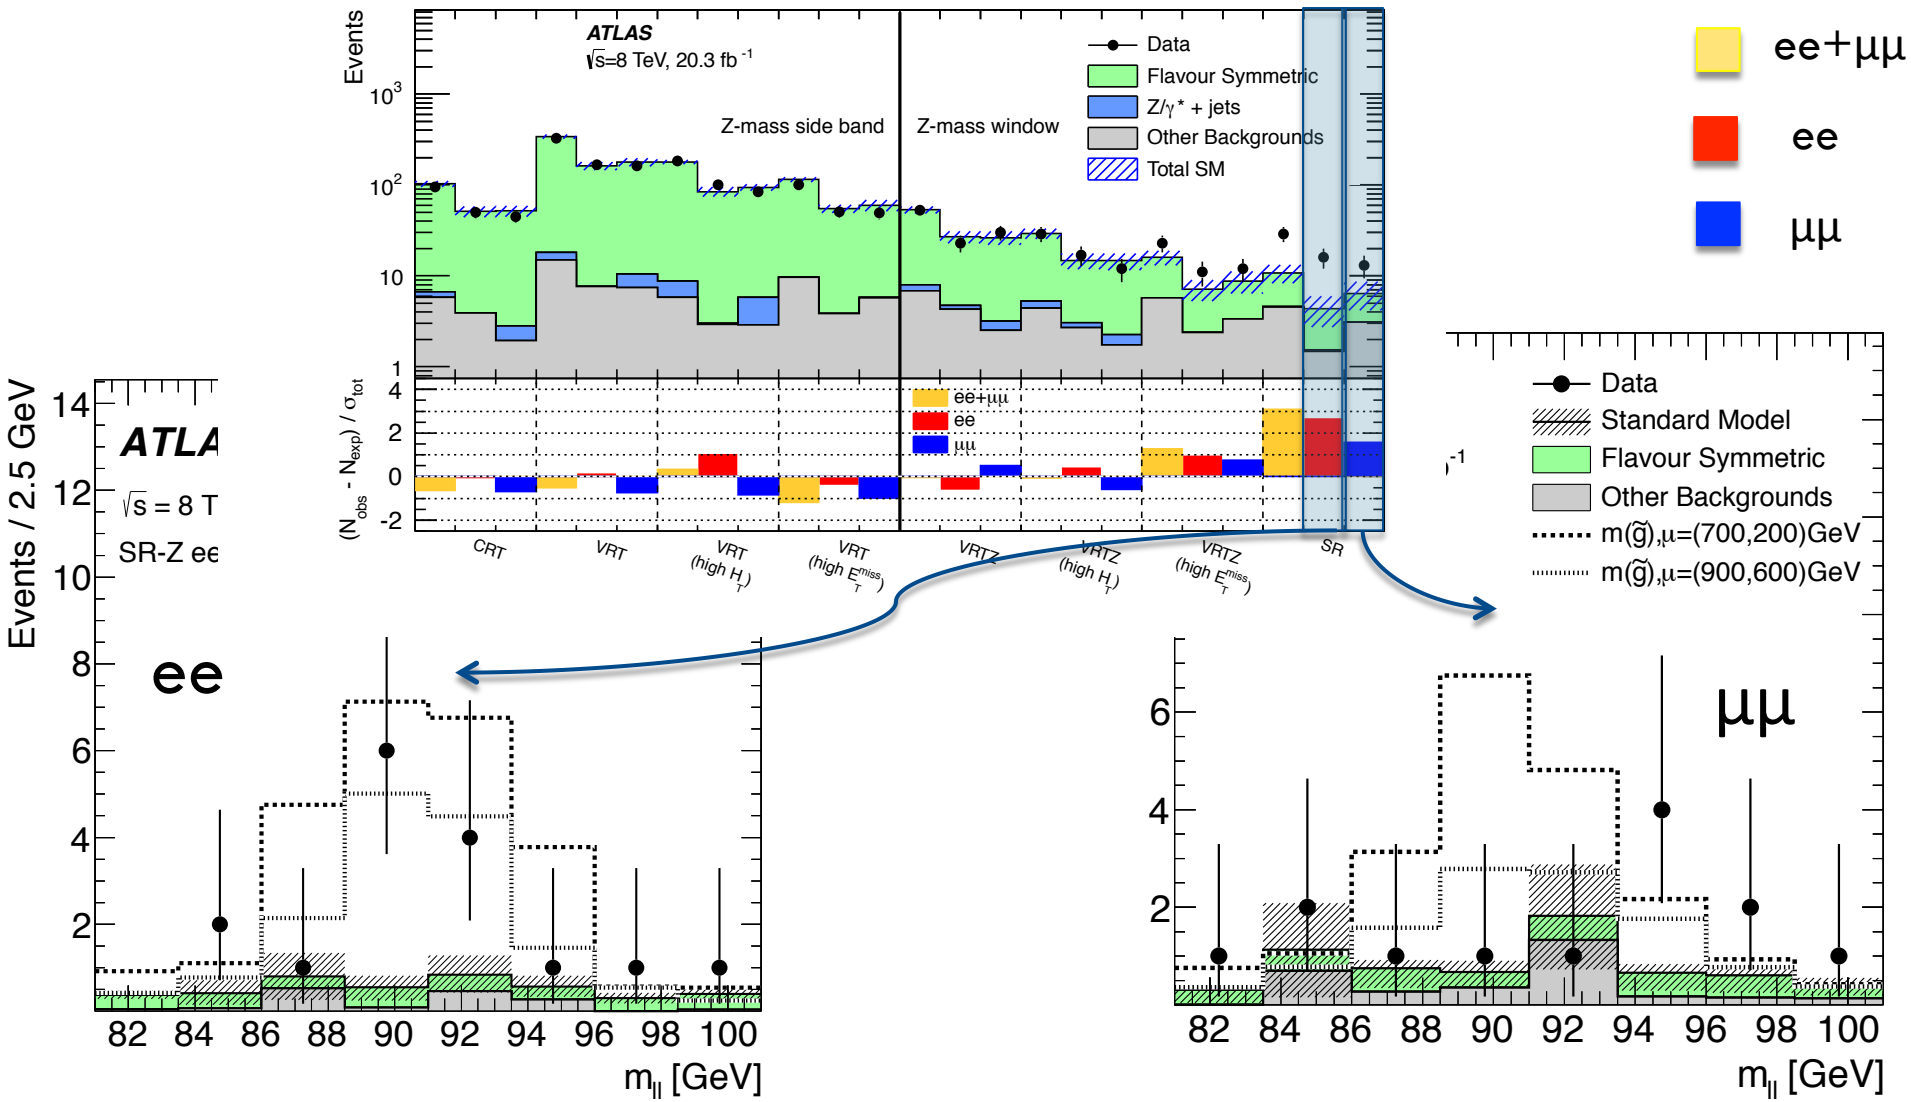 Events
ATLAS
√s=8 TeV, 20.3 fb⁻¹
Data
Flavour Symmetric
Z/γ* + jets
Other Backgrounds
Total SM
Z-mass side band
Z-mass window
10³
10²
10
1
(N_obs - N_exp) / σ_tot
4
2
0
-2
ee+μμ
ee
μμ
CRT
VRT
VRT
(high H_T)
VRT
(high E_T^miss)
VRTZ
VRTZ
(high H_T)
VRTZ
(high E_T^miss)
SR
ee+μμ
ee
μμ
Events / 2.5 GeV
14
12
10
8
6
4
2
ATLA
√s = 8 T
SR-Z ee
ee
82 84 86 88 90 92 94 96 98 100
m_ll [GeV]
⁻¹
Data
Standard Model
Flavour Symmetric
Other Backgrounds
m(g̃),μ=(700,200)GeV
m(g̃),μ=(900,600)GeV
μμ
6
4
2
82 84 86 88 90 92 94 96 98 100
m_ll [GeV]